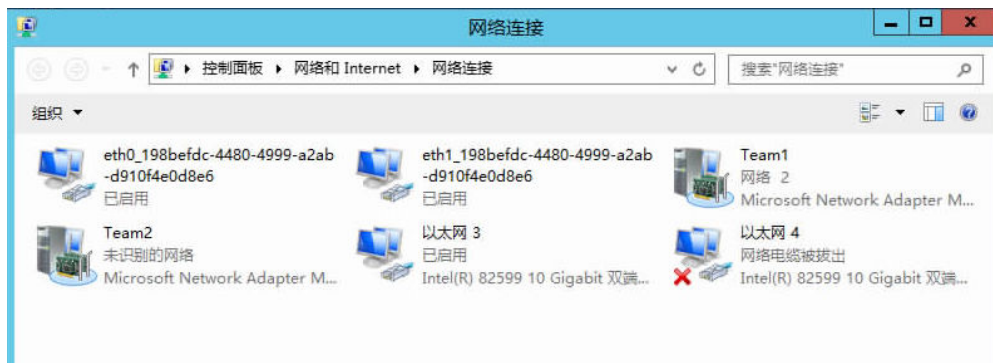 网络连接
控制面板 网络和 Internet 网络连接
搜索"网络连接"
组织
eth0_198befdc-4480-4999-a2ab
-d910f4e0d8e6
已启用
eth1_198befdc-4480-4999-a2ab
-d910f4e0d8e6
已启用
Team1
网络 2
Microsoft Network Adapter M...
Team2
未识别的网络
Microsoft Network Adapter M...
以太网 3
已启用
Intel(R) 82599 10 Gigabit 双端...
以太网 4
网络电缆被拔出
Intel(R) 82599 10 Gigabit 双端...